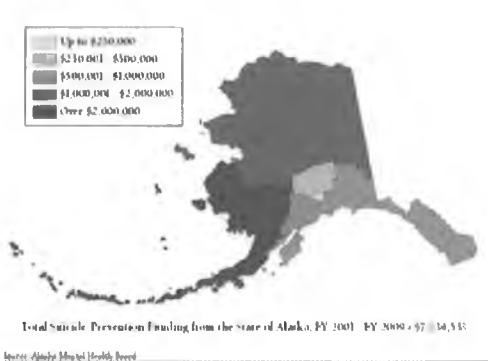 Up to $250,000
$250,001 - $500,000
$500,001 - $1,000,000
$1,000,001 - $2,000,000
Over $2,000,000
Total Suicide Prevention Funding from the State of Alaska, FY 2001 - FY 2009
Source: Alaska Mental Health Board